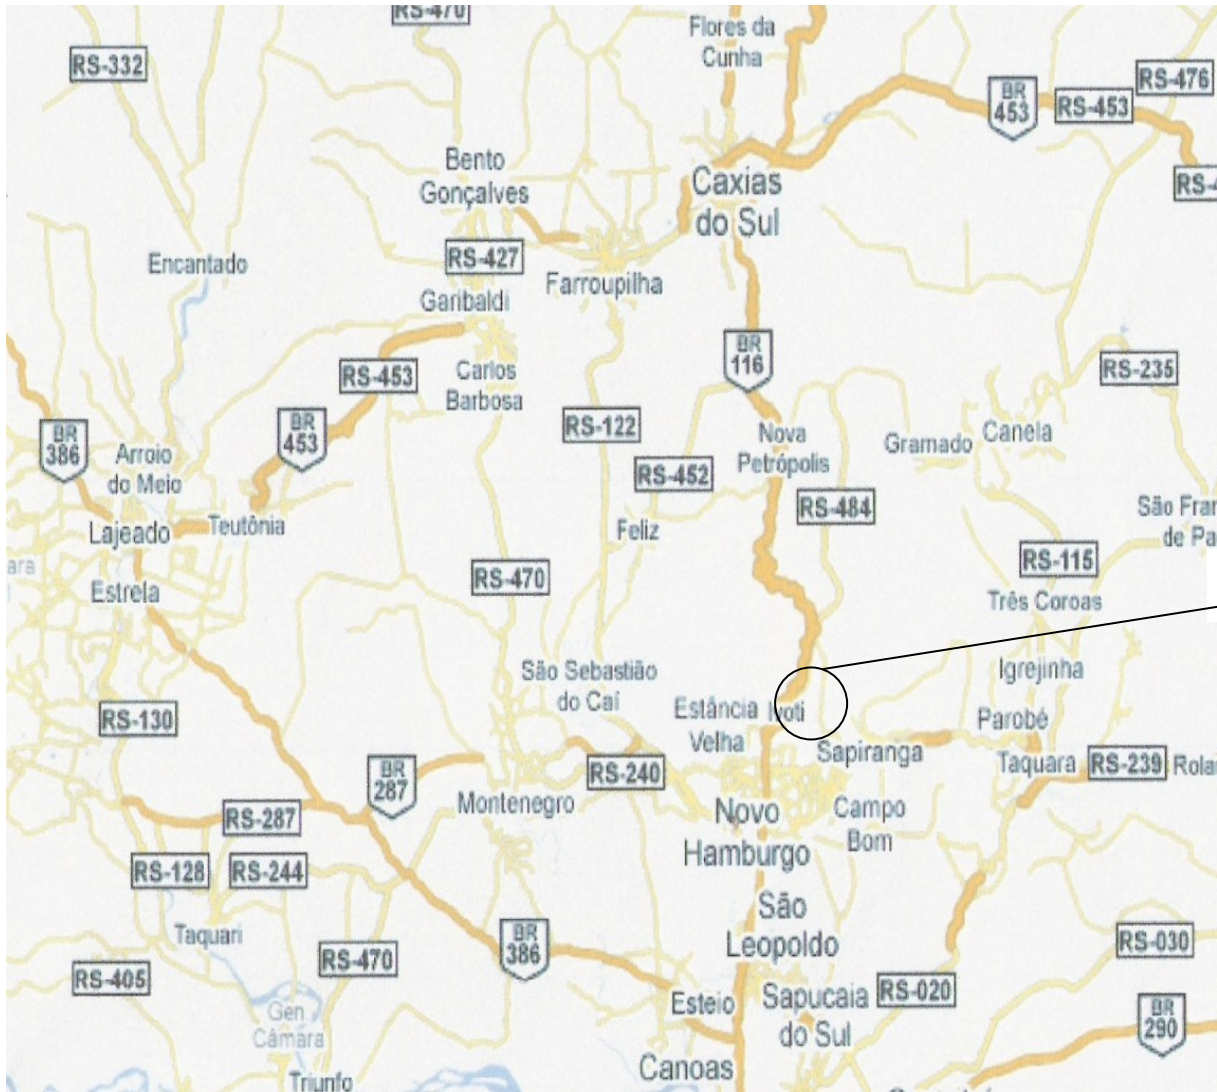 RS-470
Flores da
Cunha
RS-332
RS-476
BR
453
RS-453
Bento
Gonçalves
Caxias
do Sul
RS-4
RS-427
Encantado
Farroupilha
Garibaldi
BR
116
RS-453
Carlos
Barbosa
RS-235
BR
453
RS-122
BR
386
Nova
Petrópolis
Gramado
Canela
Arroio
do Meio
RS-452
RS-484
São Fran
de Pa
Lajeado
Teutônia
Feliz
ara
RS-115
Estrela
RS-470
Três Coroas
São Sebastião
do Caí
Igrejinha
RS-130
Estância
Velha
Ivoti
Parobé
Sapiranga
Taquara
RS-239
Rolan
BR
287
RS-240
Montenegro
Novo
Hamburgo
Campo
Bom
RS-287
RS-128
RS-244
São
Leopoldo
Taquari
BR
386
RS-470
RS-030
RS-405
Esteio
Sapucaia
do Sul
RS-020
Gen.
Câmara
BR
290
Canoas
Triunfo